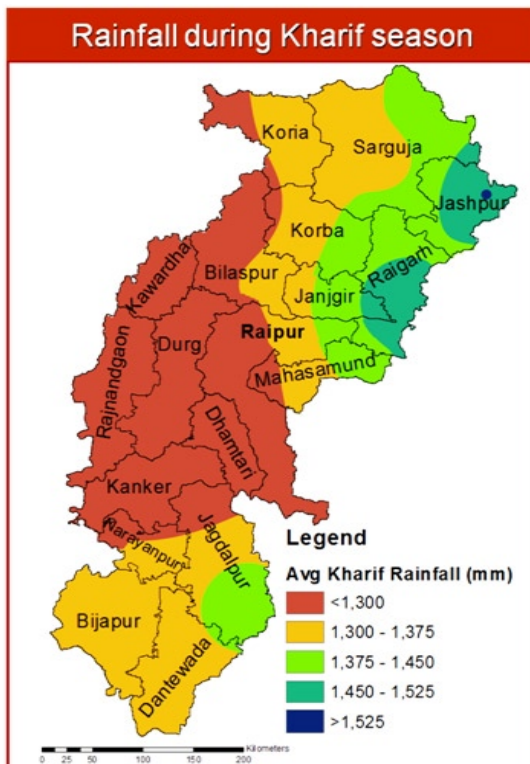 Rainfall during Kharif season
Koria
Sarguja
Jashpur
Korba
Raigarh
Bilaspur
Janjgir
Kawardha
Raipur
Durg
Mahasamund
Rajnandgaon
Dhamtari
Kanker
Narayanpur
Jagdalpur
Bijapur
Dantewada
Legend
Avg Kharif Rainfall (mm)
<1,300
1,300 - 1,375
1,375 - 1,450
1,450 - 1,525
>1,525
Kilometers
0 25 50 100 150 200